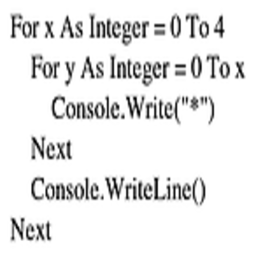 For x As Integer = 0 To 4
For y As Integer = 0 To x
Console.Write("*")
Next
Console.WriteLine()
Next